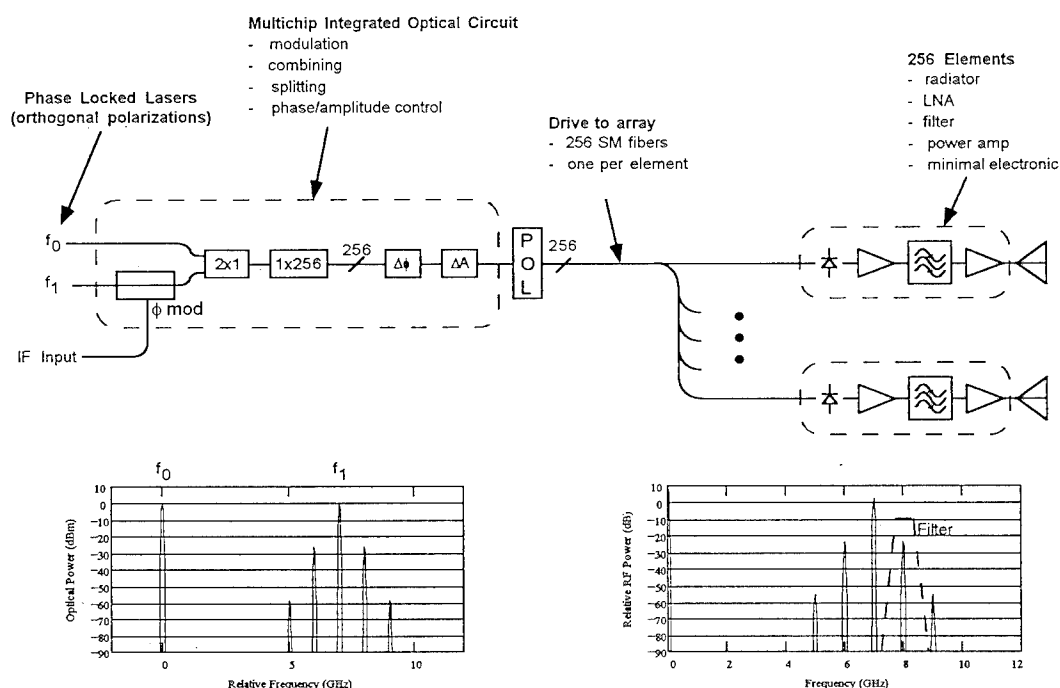 Multichip Integrated Optical Circuit
- modulation
- combining
- splitting
- phase/amplitude control
256 Elements
- radiator
- LNA
- filter
- power amp
- minimal electronic
Phase Locked Lasers
(orthogonal polarizations)
Drive to array
- 256 SM fibers
- one per element
f0
f1
2x1
1x256
256
Δϕ
ΔA
POL
256
ϕ mod
IF Input
f0
f1
10
0
-10
-20
-30
-40
-50
-60
-70
-80
-90
Optical Power (dBm)
0
5
10
Relative Frequency (GHz)
10
0
-10
-20
-30
-40
-50
-60
-70
-80
-90
Relative RF Power (dB)
Filter
0
2
4
6
8
10
12
Frequency (GHz)